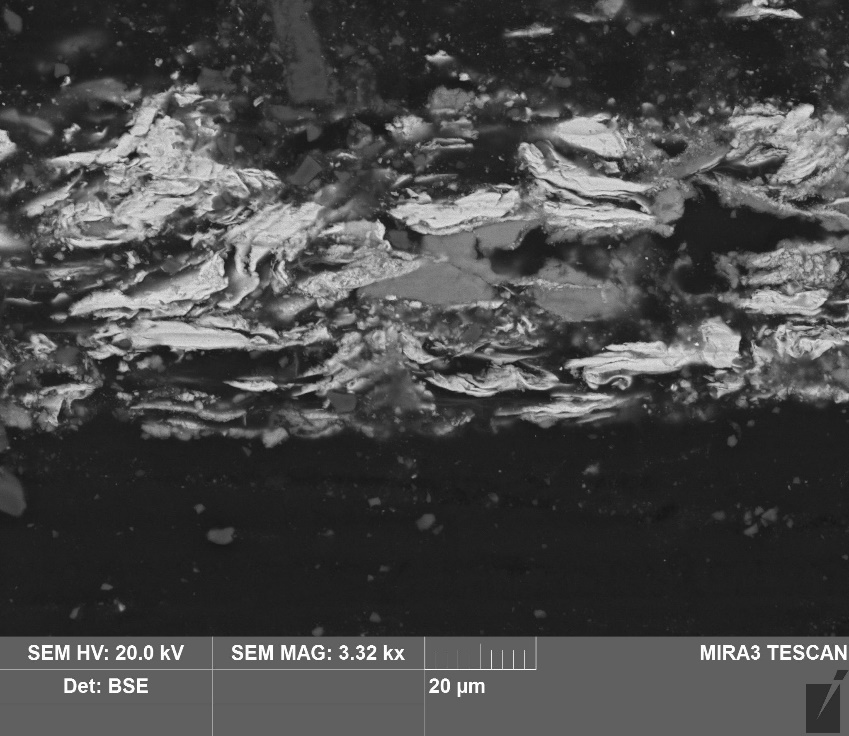 SEM HV: 20.0 kV
SEM MAG: 3.32 kx
MIRA3 TESCAN
Det: BSE
20 µm